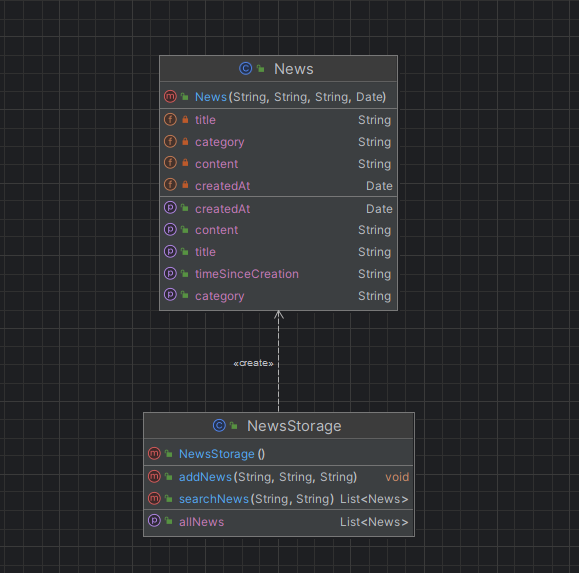 News
News(String, String, String, Date)
title String
category String
content String
createdAt Date
createdAt Date
content String
title String
timeSinceCreation String
category String
«create»
NewsStorage
NewsStorage()
addNews(String, String, String) void
searchNews(String, String) List<News>
allNews List<News>